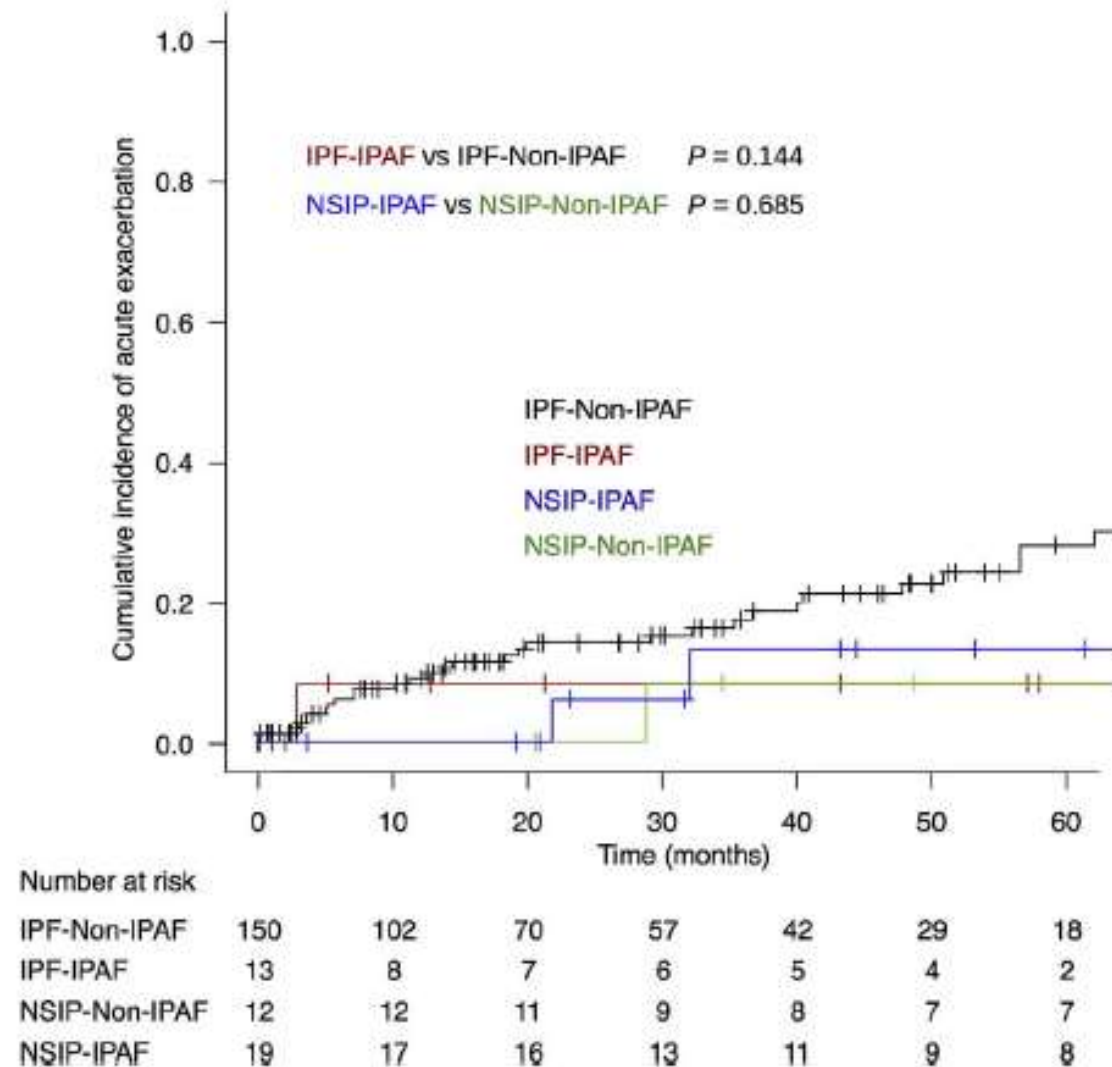 Cumulative incidence of acute exacerbation
1.0
0.8
0.6
0.4
0.2
0.0
IPF-IPAF vs IPF-Non-IPAF P = 0.144
NSIP-IPAF vs NSIP-Non-IPAF P = 0.685
IPF-Non-IPAF
IPF-IPAF
NSIP-IPAF
NSIP-Non-IPAF
0 10 20 30 40 50 60
Time (months)
Number at risk
IPF-Non-IPAF 150 102 70 57 42 29 18
IPF-IPAF 13 8 7 6 5 4 2
NSIP-Non-IPAF 12 12 11 9 8 7 7
NSIP-IPAF 19 17 16 13 11 9 8